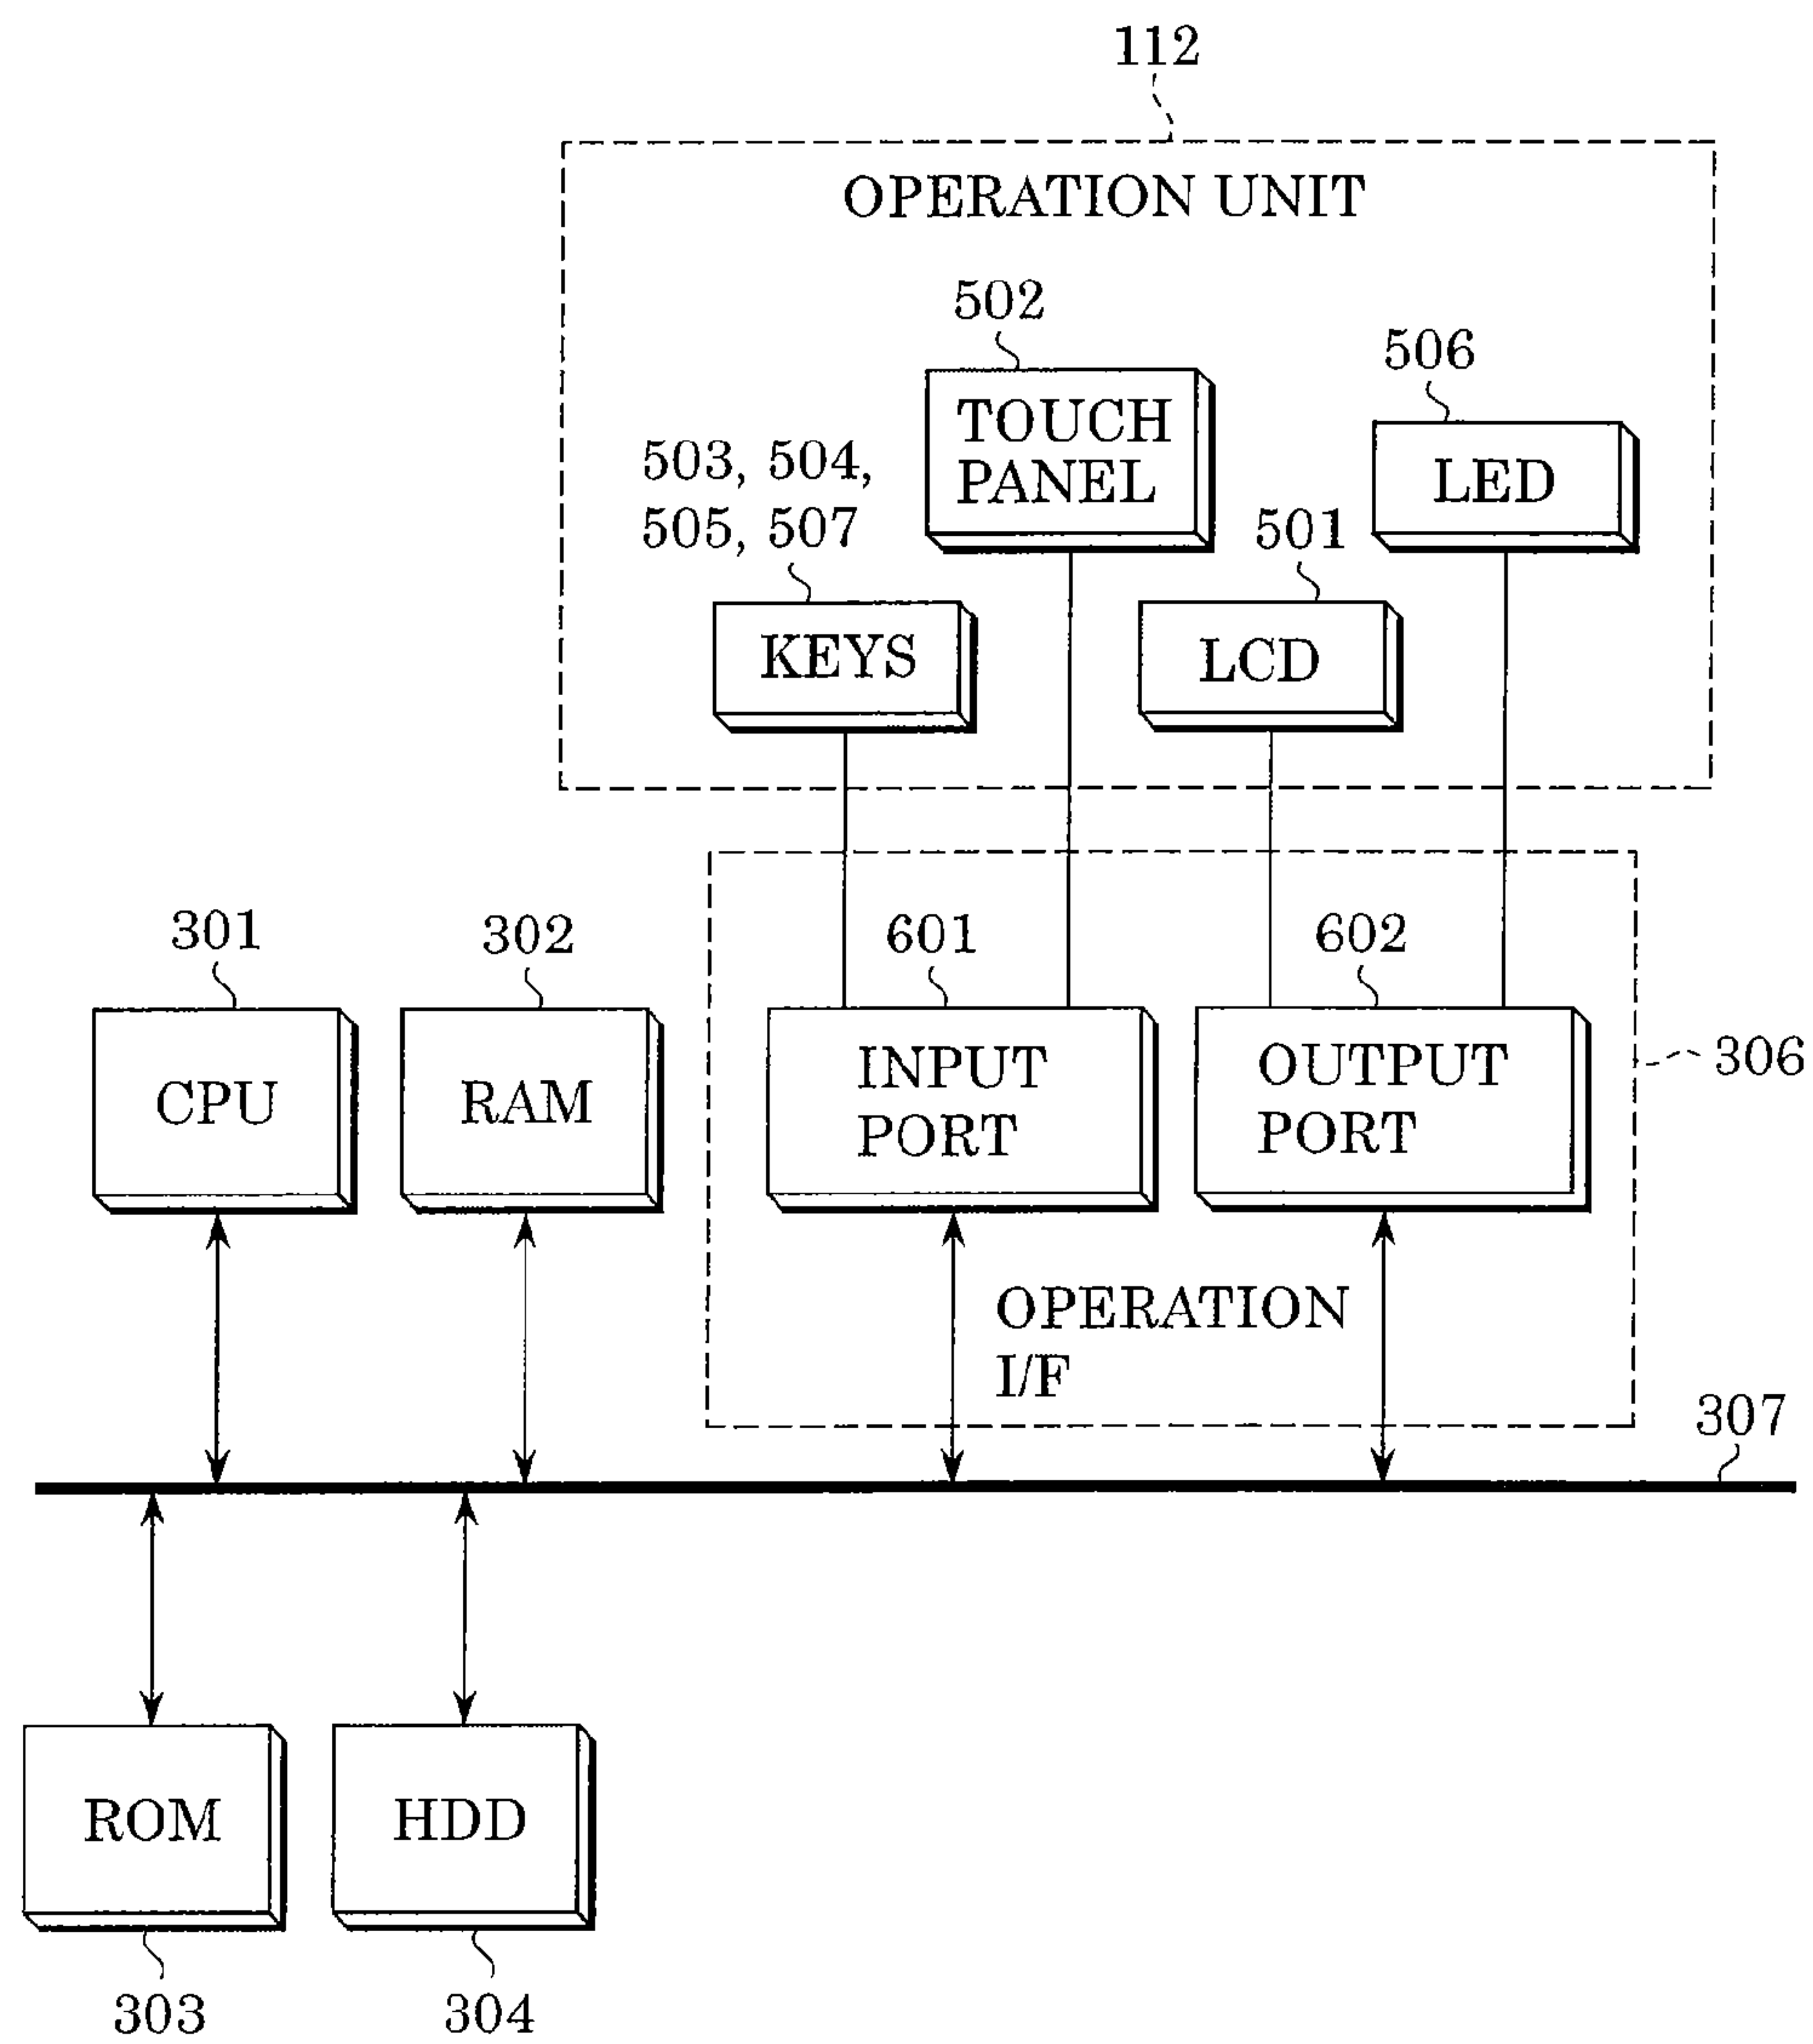 112
OPERATION UNIT
502
TOUCH
PANEL
506
LED
503, 504,
505, 507
KEYS
501
LCD
301
CPU
302
RAM
601
INPUT
PORT
602
OUTPUT
PORT
306
OPERATION
I/F
307
ROM
303
HDD
304